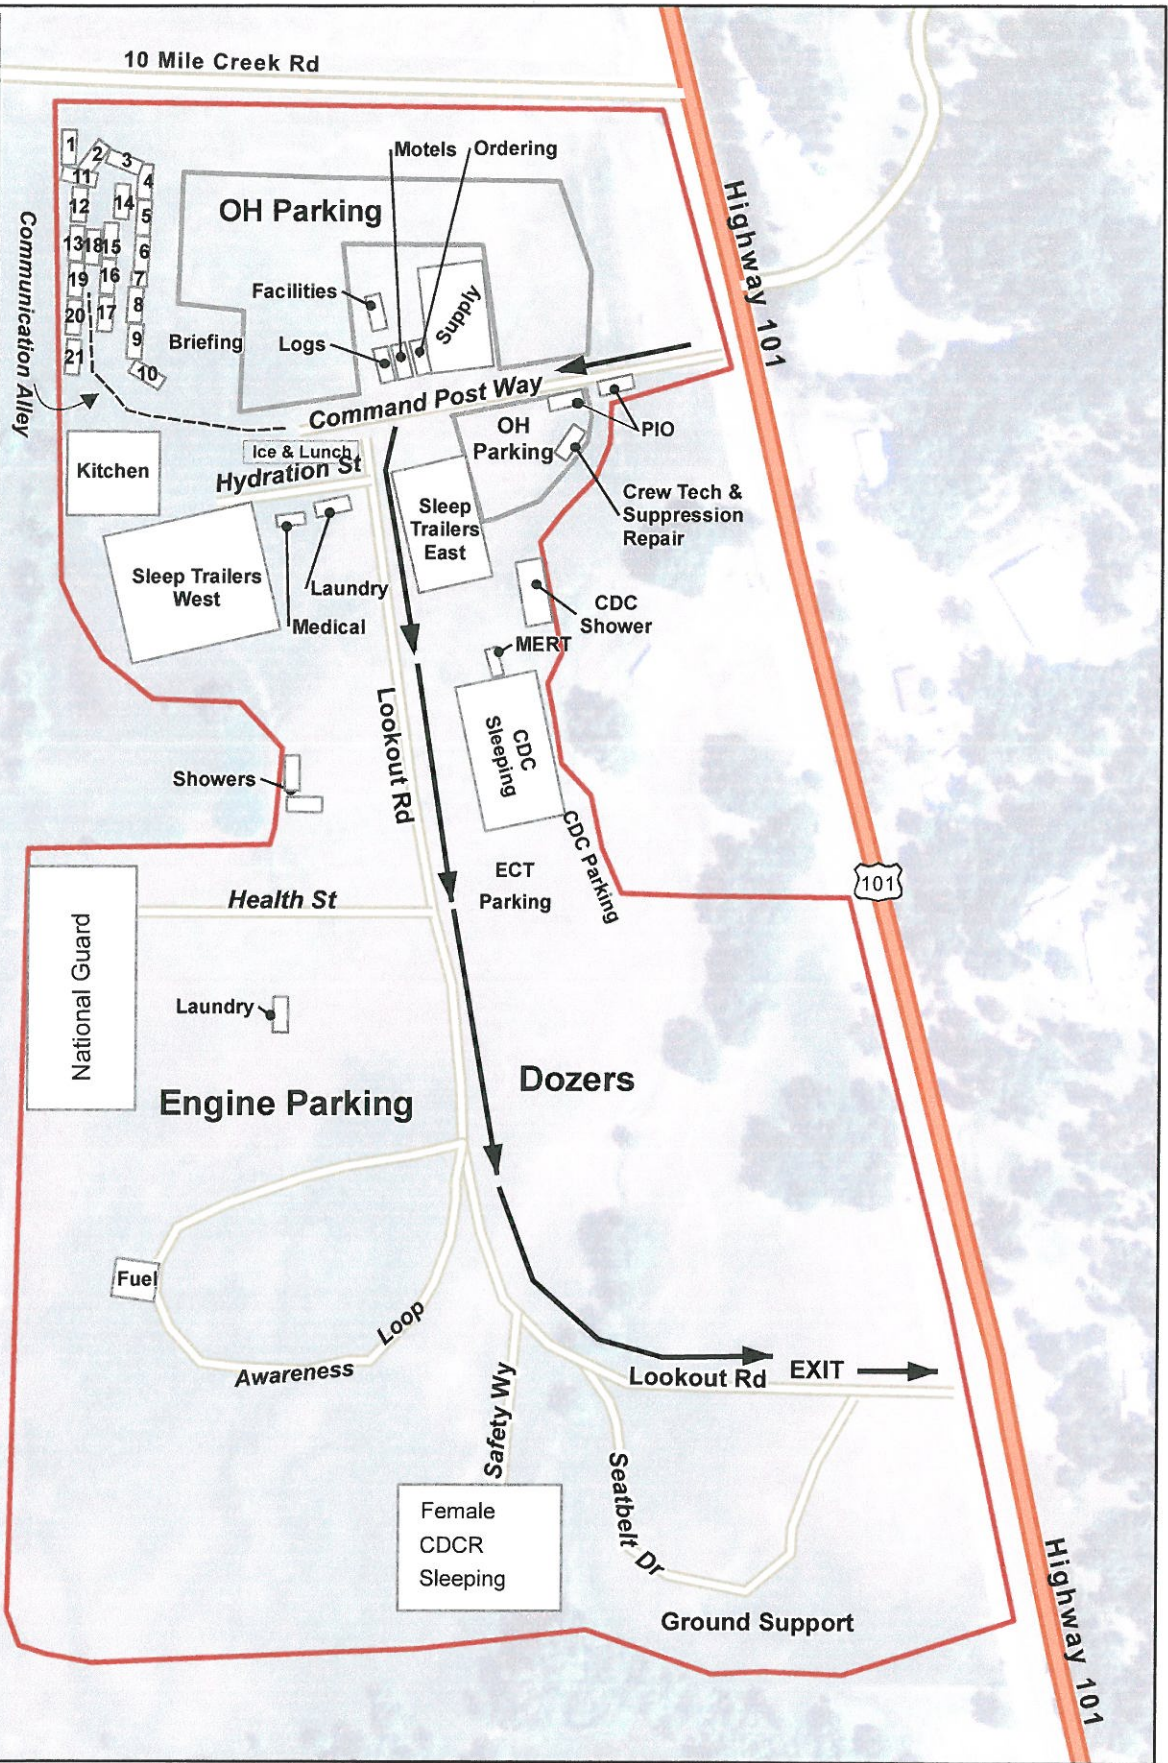 10 Mile Creek Rd
Highway 101
1
2
3
4
11
12
14
5
13
18
15
6
19
16
7
20
17
8
21
9
10
Communication Alley
OH Parking
Motels
Ordering
Facilities
Supply
Briefing
Logs
Command Post Way
OH
Parking
PIO
Kitchen
Ice & Lunch
Hydration St
Crew Tech &
Suppression
Repair
Sleep
Trailers
East
Sleep Trailers
West
Laundry
Medical
CDC
Shower
MERT
Lookout Rd
CDC
Sleeping
Showers
CDC Parking
ECT
Parking
101
Health St
National Guard
Laundry
Engine Parking
Dozers
Fuel
Awareness Loop
Lookout Rd
EXIT
Safety Wy
Seatbelt Dr
Female
CDCR
Sleeping
Ground Support
Highway 101